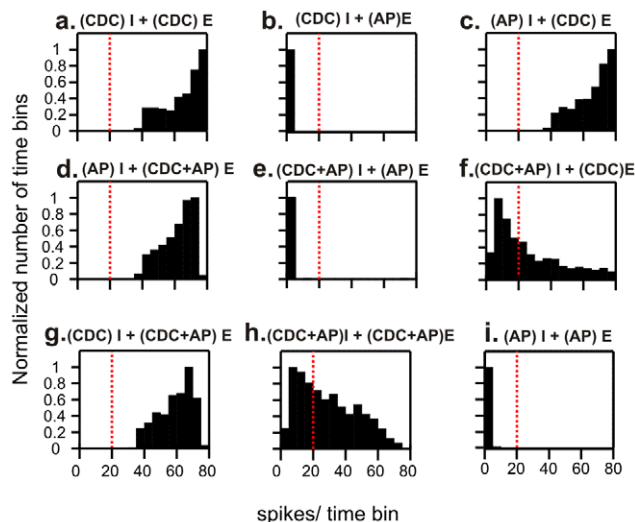 a. (CDC) I + (CDC) E
b. (CDC) I + (AP)E
c. (AP) I + (CDC) E
1
0.8
0.6
0.4
0.2
0
d. (AP) I + (CDC+AP) E
e. (CDC+AP) I + (AP) E
f. (CDC+AP) I + (CDC)E
1
0.8
0.6
0.4
0.2
0
Normalized number of time bins
g. (CDC) I + (CDC+AP) E
h. (CDC+AP)I + (CDC+AP)E
i. (AP) I + (AP) E
1
0.8
0.6
0.4
0.2
0
0 20 40 60 80
0 20 40 60 80
0 20 40 60 80
spikes/ time bin